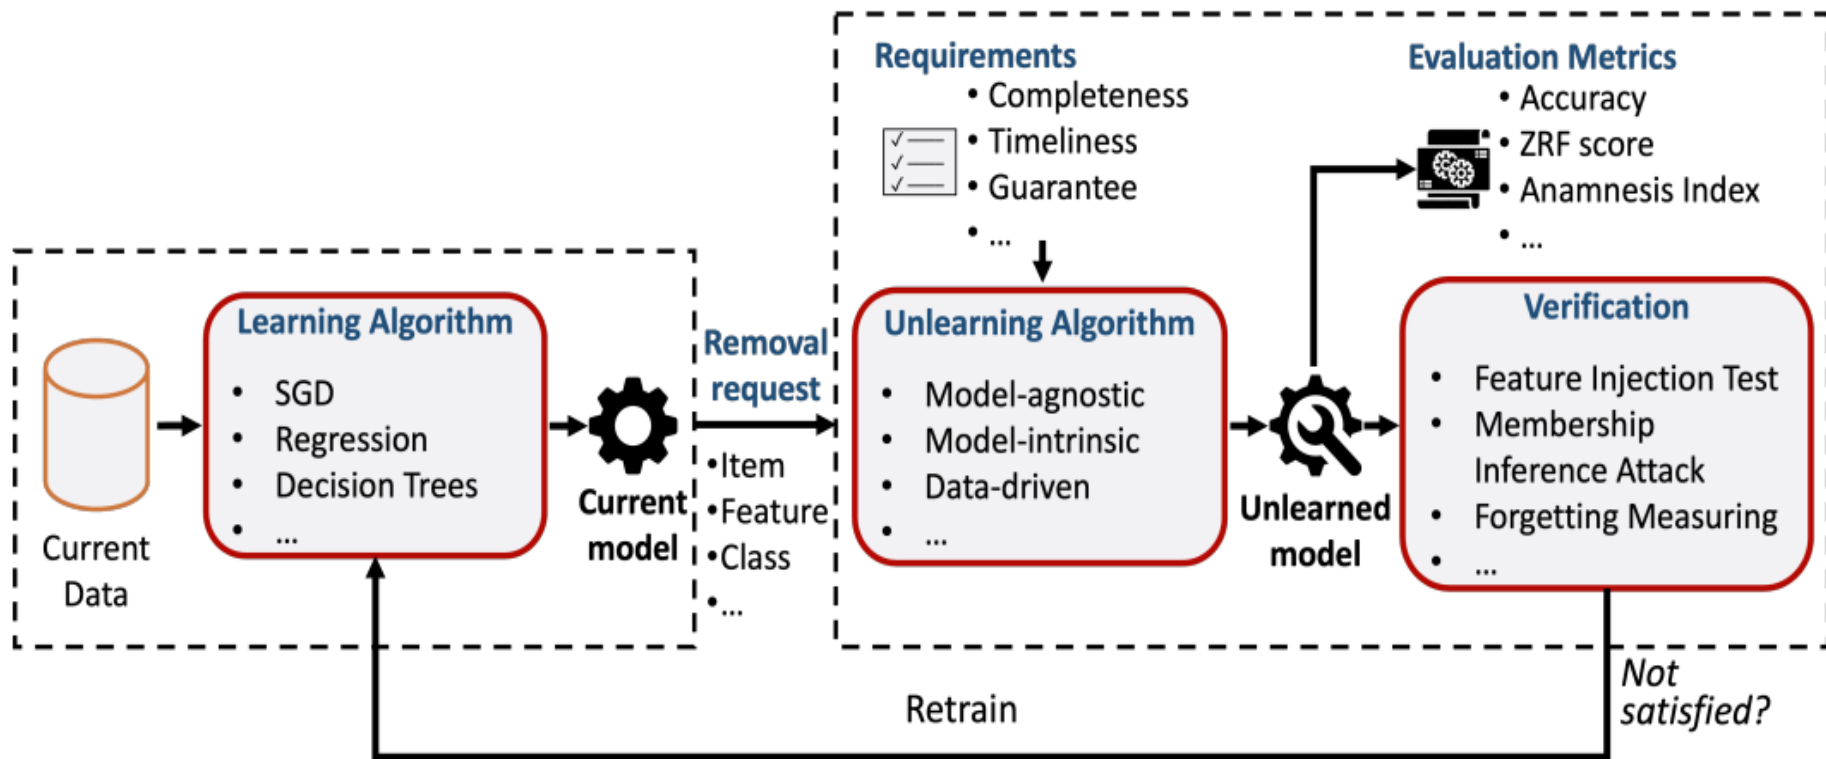 Requirements
• Completeness
• Timeliness
• Guarantee
• ...
Evaluation Metrics
• Accuracy
• ZRF score
• Anamnesis Index
• ...
Current
Data
Learning Algorithm
• SGD
• Regression
• Decision Trees
• ...
Current
model
Removal
request
•Item
•Feature
•Class
•...
Unlearning Algorithm
• Model-agnostic
• Model-intrinsic
• Data-driven
• ...
Unlearned
model
Verification
• Feature Injection Test
• Membership
Inference Attack
• Forgetting Measuring
• ...
Not
satisfied?
Retrain